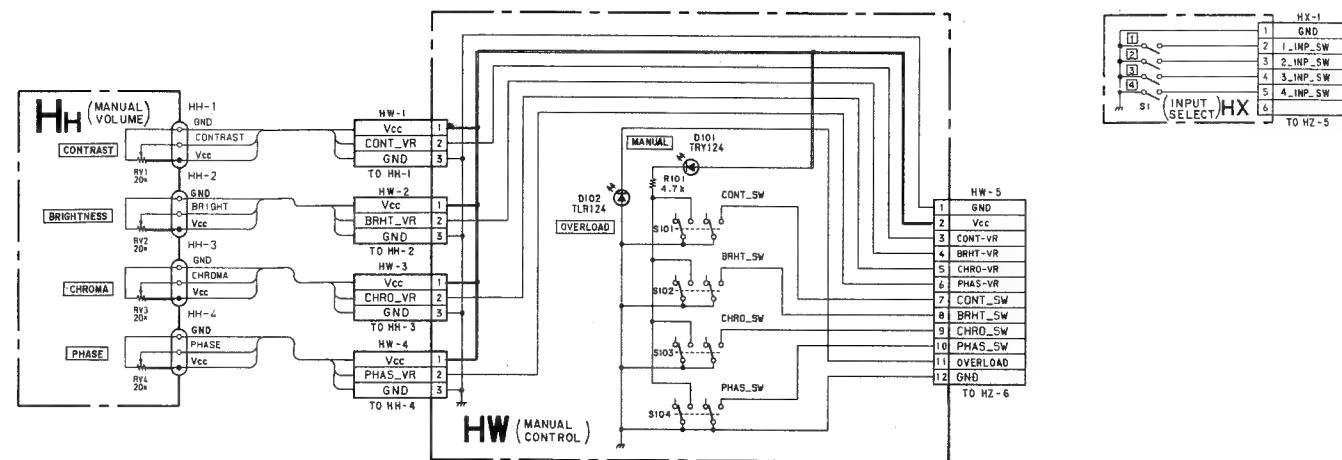 HH (MANUAL VOLUME)
HH-1
GND
CONTRAST
Vcc
CONTRAST
RV1
20k
HH-2
GND
BRIGHT
Vcc
BRIGHTNESS
RV2
20k
HH-3
GND
CHROMA
Vcc
CHROMA
RV3
20k
HH-4
GND
PHASE
Vcc
PHASE
RV4
20k
HW-1
Vcc 1
CONT_VR 2
GND 3
TO HH-1
HW-2
Vcc 1
BRHT_VR 2
GND 3
TO HH-2
HW-3
Vcc 1
CHRO_VR 2
GND 3
TO HH-3
HW-4
Vcc 1
PHAS_VR 2
GND 3
TO HH-4
HW (MANUAL CONTROL)
MANUAL
D101
TRY124
R101
4.7k
D102
TLR124
OVERLOAD
CONT_SW
S101
BRHT_SW
S102
CHRO_SW
S103
PHAS_SW
S104
HW-5
1 GND
2 Vcc
3 CONT-VR
4 BRHT-VR
5 CHRO-VR
6 PHAS-VR
7 CONT_SW
8 BRHT_SW
9 CHRO_SW
10 PHAS_SW
11 OVERLOAD
12 GND
TO HZ-6
HX-1
1 GND
2 1_INP_SW
3 2_INP_SW
4 3_INP_SW
5 4_INP_SW
6
TO HZ-5
1
2
3
4
S1 (INPUT SELECT) HX